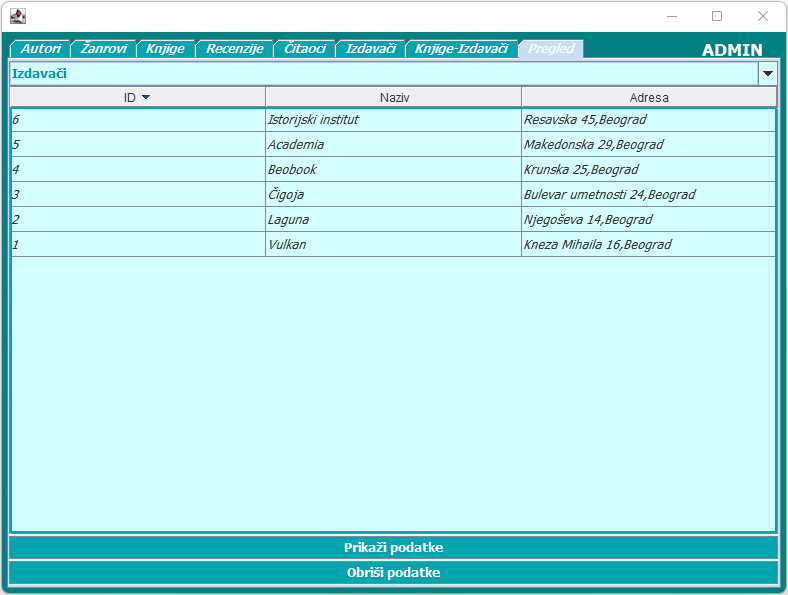 Autori Žanrovi Knjige Recenzije Čitaoci Izdavači Knjige-Izdavači Pregled ADMIN
Izdavači
ID Naziv Adresa
6 Istorijski institut Resavska 45,Beograd
5 Academia Makedonska 29,Beograd
4 Beobook Krunska 25,Beograd
3 Čigoja Bulevar umetnosti 24,Beograd
2 Laguna Njegoševa 14,Beograd
1 Vulkan Kneza Mihaila 16,Beograd
Prikaži podatke
Obriši podatke